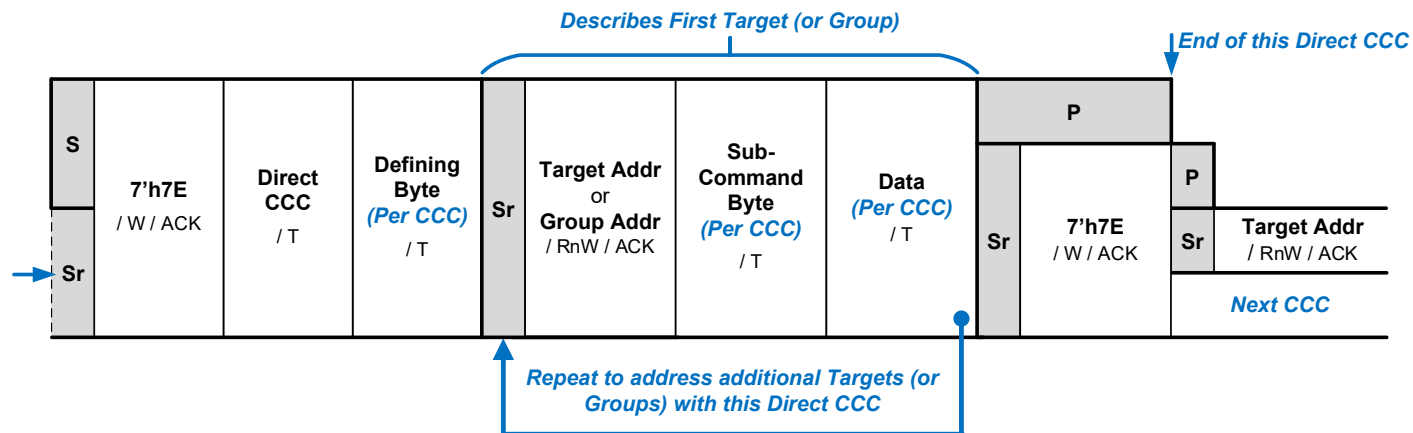 Describes First Target (or Group)
End of this Direct CCC
S
Sr
7’h7E
/ W / ACK
Direct
CCC
/ T
Defining
Byte
(Per CCC)
/ T
Sr
Target Addr
or
Group Addr
/ RnW / ACK
Sub-
Command
Byte
(Per CCC)
/ T
Data
(Per CCC)
/ T
P
Sr
7’h7E
/ W / ACK
P
Sr
Target Addr
/ RnW / ACK
Next CCC
Repeat to address additional Targets (or
Groups) with this Direct CCC